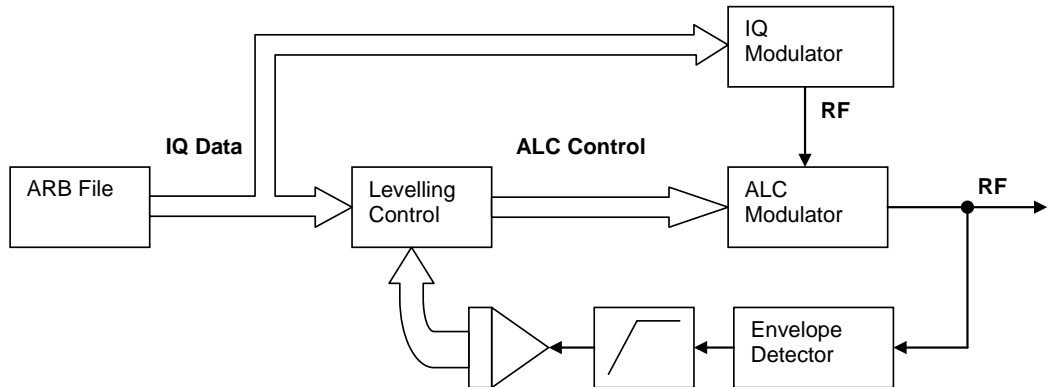 IQ
Modulator
RF
IQ Data
ALC Control
ARB File
Levelling
Control
ALC
Modulator
RF
Envelope
Detector